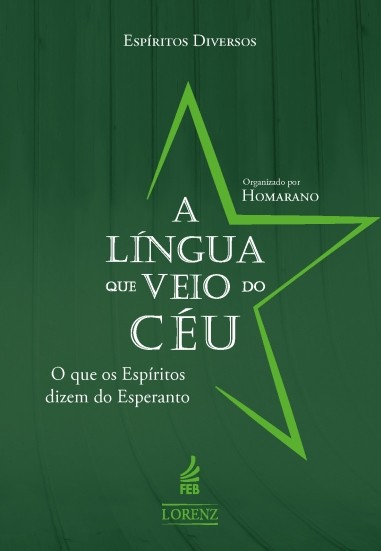 Espíritos Diversos
Organizado por
Homarano
A
LÍNGUA
QUE VEIO DO
CÉU
O que os Espíritos
dizem do Esperanto
FEB
LORENZ